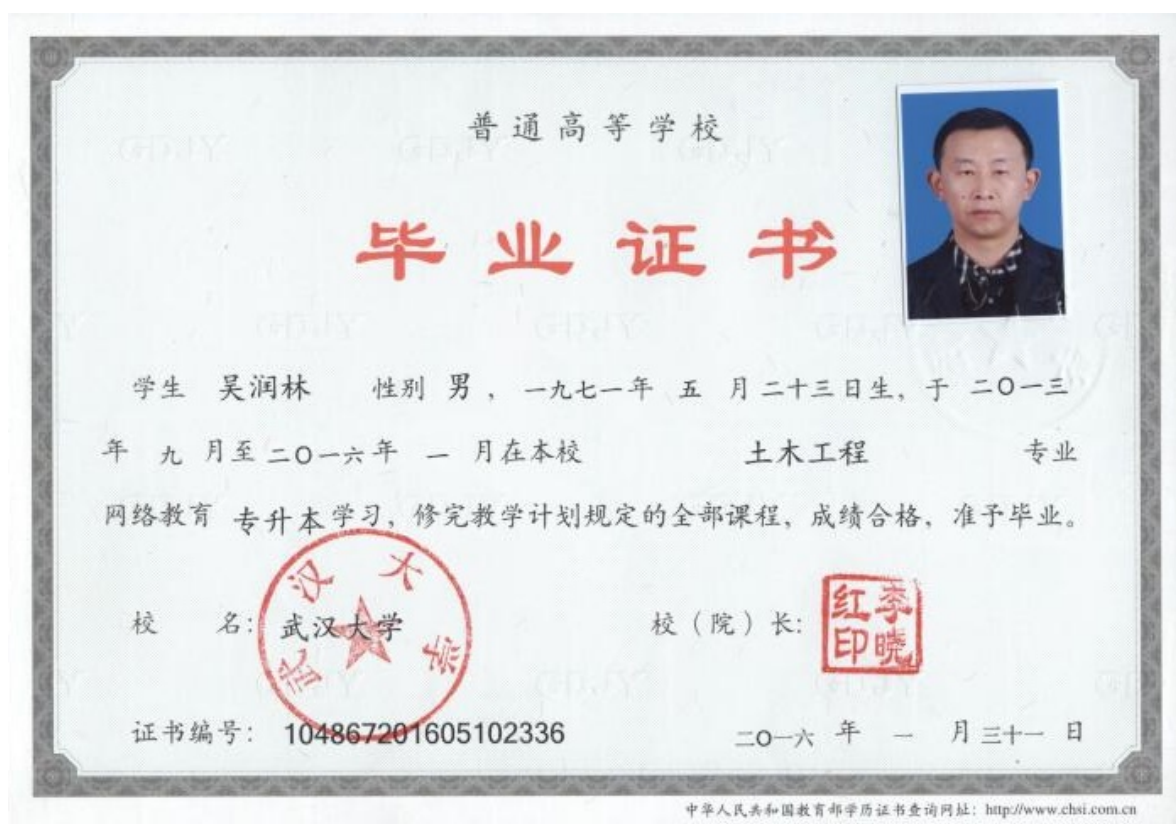 普通高等学校
毕业证书
学生 吴润林 性别 男，一九七一年 五 月二十三日生，于 二〇一三
年 九 月至二〇一六年 一 月在本校 土木工程 专业
网络教育 专升本学习，修完教学计划规定的全部课程，成绩合格，准予毕业。
校 名：武汉大学 校（院）长：
武汉大学
李晓红印
证书编号：104867201605102336 二〇一六 年 一 月三十一 日
中华人民共和国教育部学历证书查询网址：http://www.chsi.com.cn